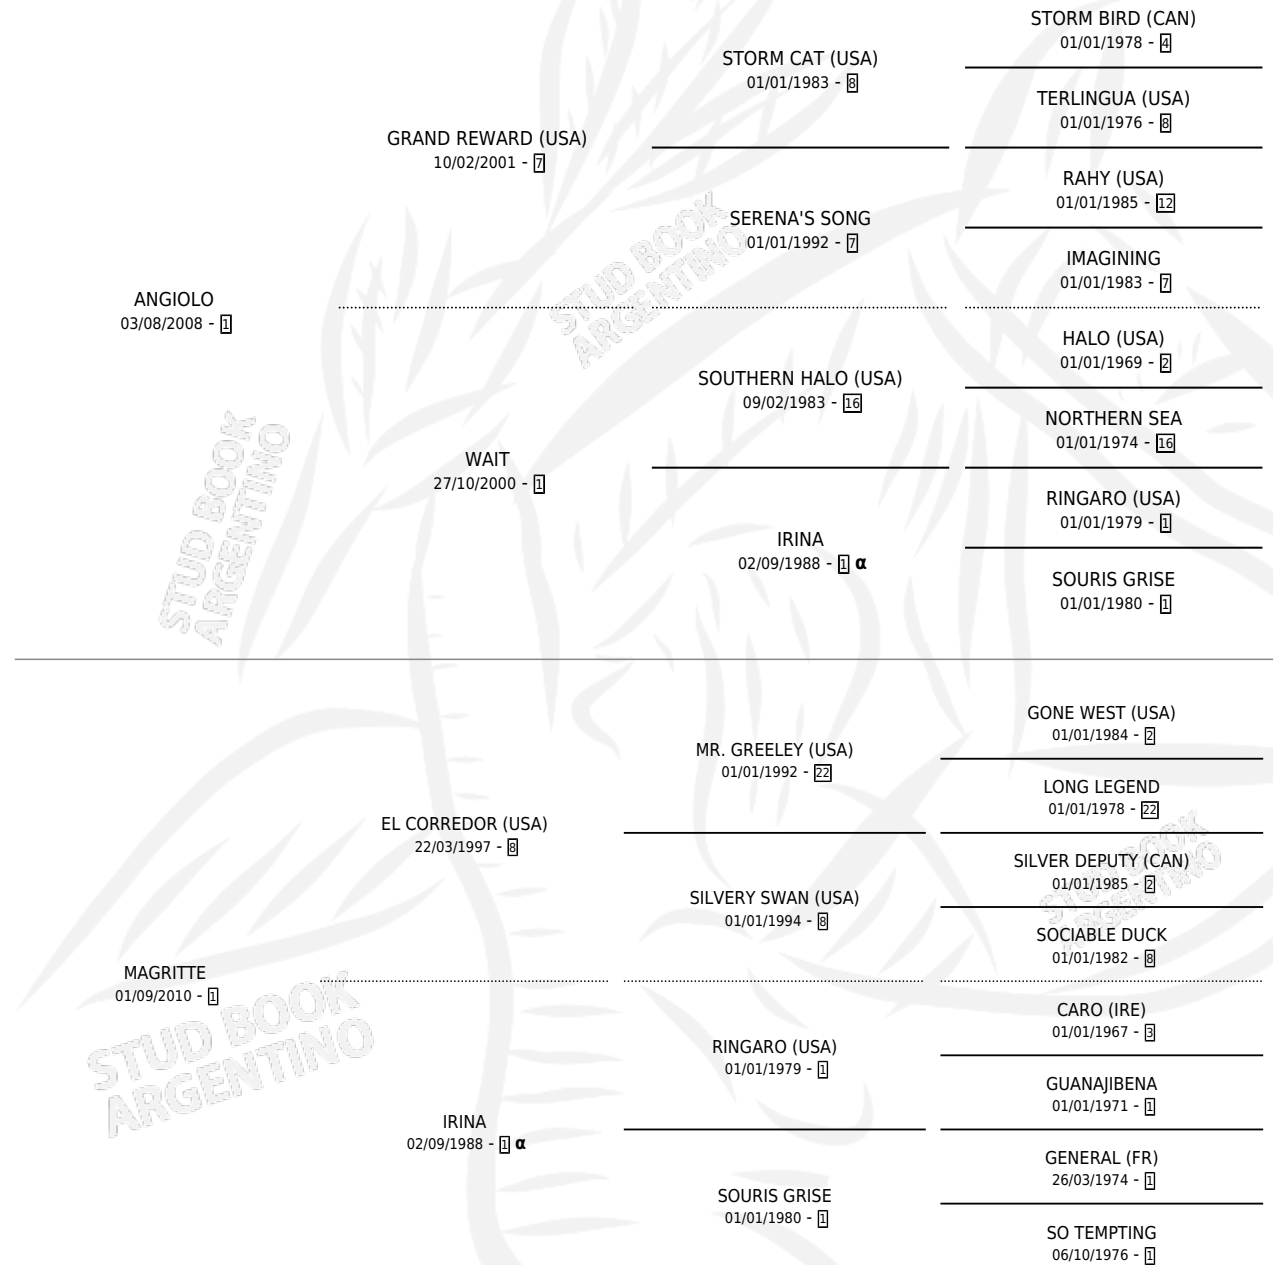 STORM BIRD (CAN)
01/01/1978 - 4
STORM CAT (USA)
01/01/1983 - 8
TERLINGUA (USA)
01/01/1976 - 8
GRAND REWARD (USA)
10/02/2001 - 7
RAHY (USA)
01/01/1985 - 12
SERENA'S SONG
01/01/1992 - 7
IMAGINING
01/01/1983 - 7
ANGIOLO
03/08/2008 - 1
HALO (USA)
01/01/1969 - 2
SOUTHERN HALO (USA)
09/02/1983 - 16
NORTHERN SEA
01/01/1974 - 16
WAIT
27/10/2000 - 1
RINGARO (USA)
01/01/1979 - 1
IRINA
02/09/1988 - 1 α
SOURIS GRISE
01/01/1980 - 1
STUD BOOK
ARGENTINO
STUD BOOK
ARGENTINO
GONE WEST (USA)
01/01/1984 - 2
MR. GREELEY (USA)
01/01/1992 - 22
LONG LEGEND
01/01/1978 - 22
EL CORREDOR (USA)
22/03/1997 - 8
SILVER DEPUTY (CAN)
01/01/1985 - 2
SILVERY SWAN (USA)
01/01/1994 - 8
SOCIABLE DUCK
01/01/1982 - 8
MAGRITTE
01/09/2010 - 1
CARO (IRE)
01/01/1967 - 3
RINGARO (USA)
01/01/1979 - 1
GUANAJIBENA
01/01/1971 - 1
IRINA
02/09/1988 - 1 α
GENERAL (FR)
26/03/1974 - 1
SOURIS GRISE
01/01/1980 - 1
SO TEMPTING
06/10/1976 - 1
STUD BOOK
ARGENTINO
STUD BOOK
ARGENTINO